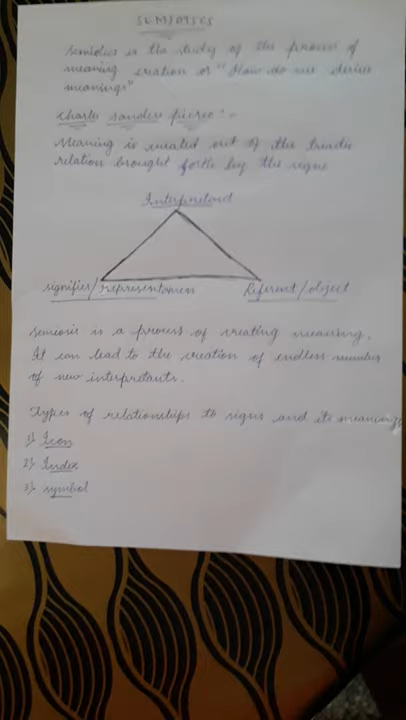 SEMIOTICS
Semiotics is the study of the process of
meaning creation or "How do we derive
meanings"
Charles Sanders Peirce :-
Meaning is created out of the triadic
relation brought forth by the signs
Interpretant
signifier/representamen
Referent/object
Semiosis is a process of creating meaning.
It can lead to the creation of endless number
of new interpretants.
Types of relationships to signs and its meanings
1) Icon
2) Index
3) symbol